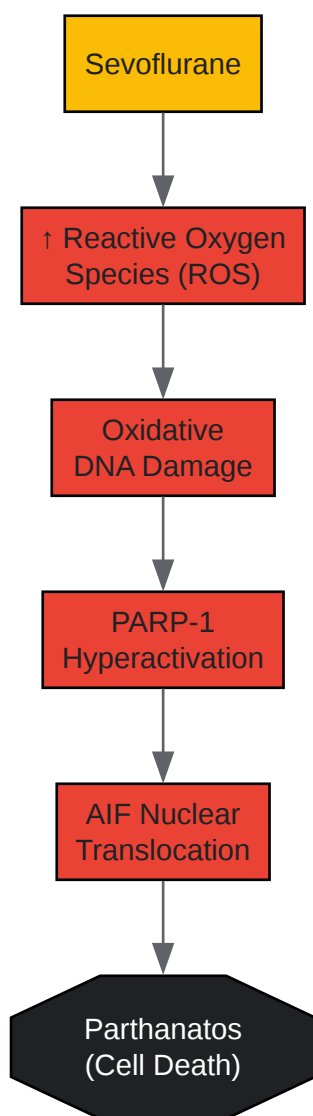 Sevoflurane
↑ Reactive Oxygen
Species (ROS)
Oxidative
DNA Damage
PARP-1
Hyperactivation
AIF Nuclear
Translocation
Parthanatos
(Cell Death)